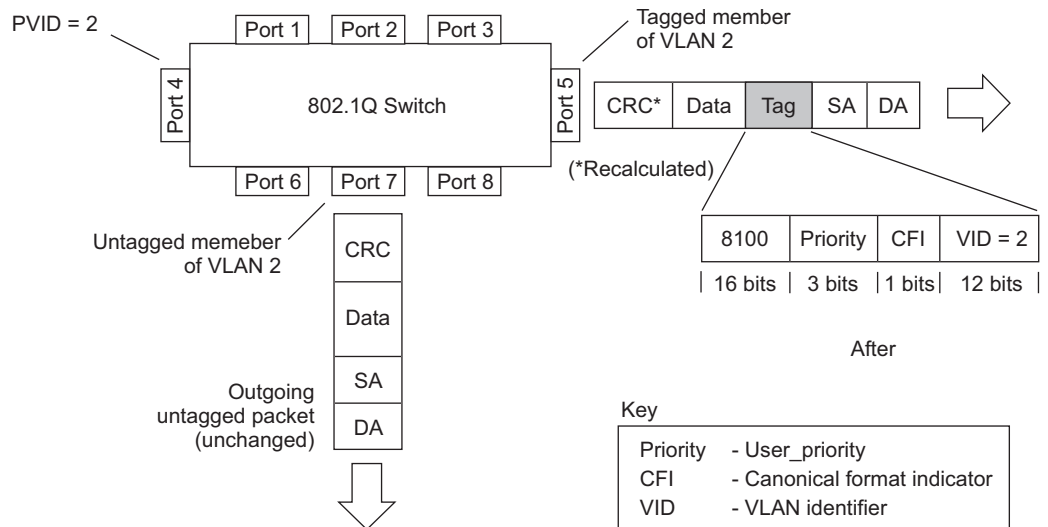 PVID = 2
Port 1
Port 2
Port 3
Tagged member
of VLAN 2
Port 4
802.1Q Switch
Port 5
CRC*
Data
Tag
SA
DA
(*Recalculated)
Port 6
Port 7
Port 8
Untagged memeber
of VLAN 2
8100
Priority
CFI
VID = 2
16 bits
3 bits
1 bits
12 bits
CRC
Data
SA
DA
After
Outgoing
untagged packet
(unchanged)
Key
Priority - User_priority
CFI - Canonical format indicator
VID - VLAN identifier